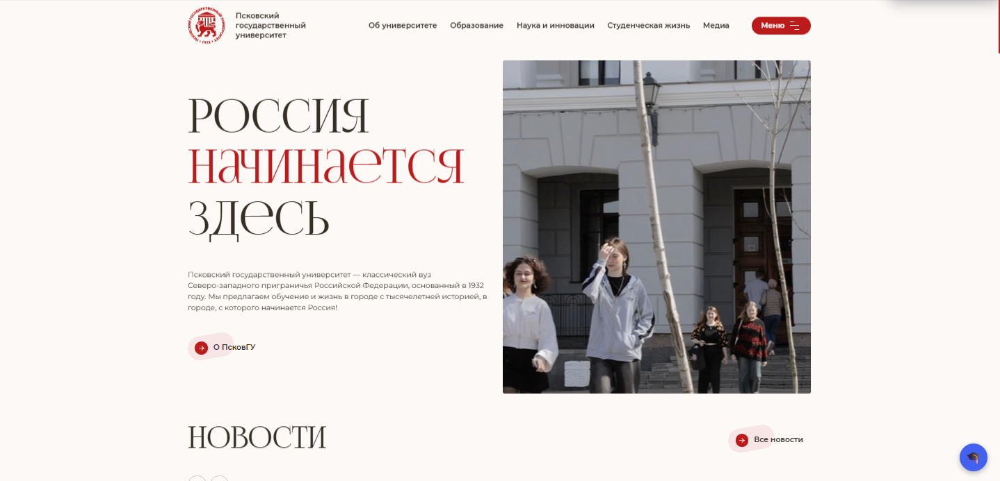 Псковский
государственный
университет
Об университете
Образование
Наука и инновации
Студенческая жизнь
Медиа
Меню
РОССИЯ
начинается
здесь
Псковский государственный университет — классический вуз
Северо-западного приграничья Российской Федерации, основанный в 1932
году. Мы предлагаем обучение и жизнь в городе с тысячелетней историей, в
городе, с которого начинается Россия!
О ПсковГУ
НОВОСТИ
Все новости